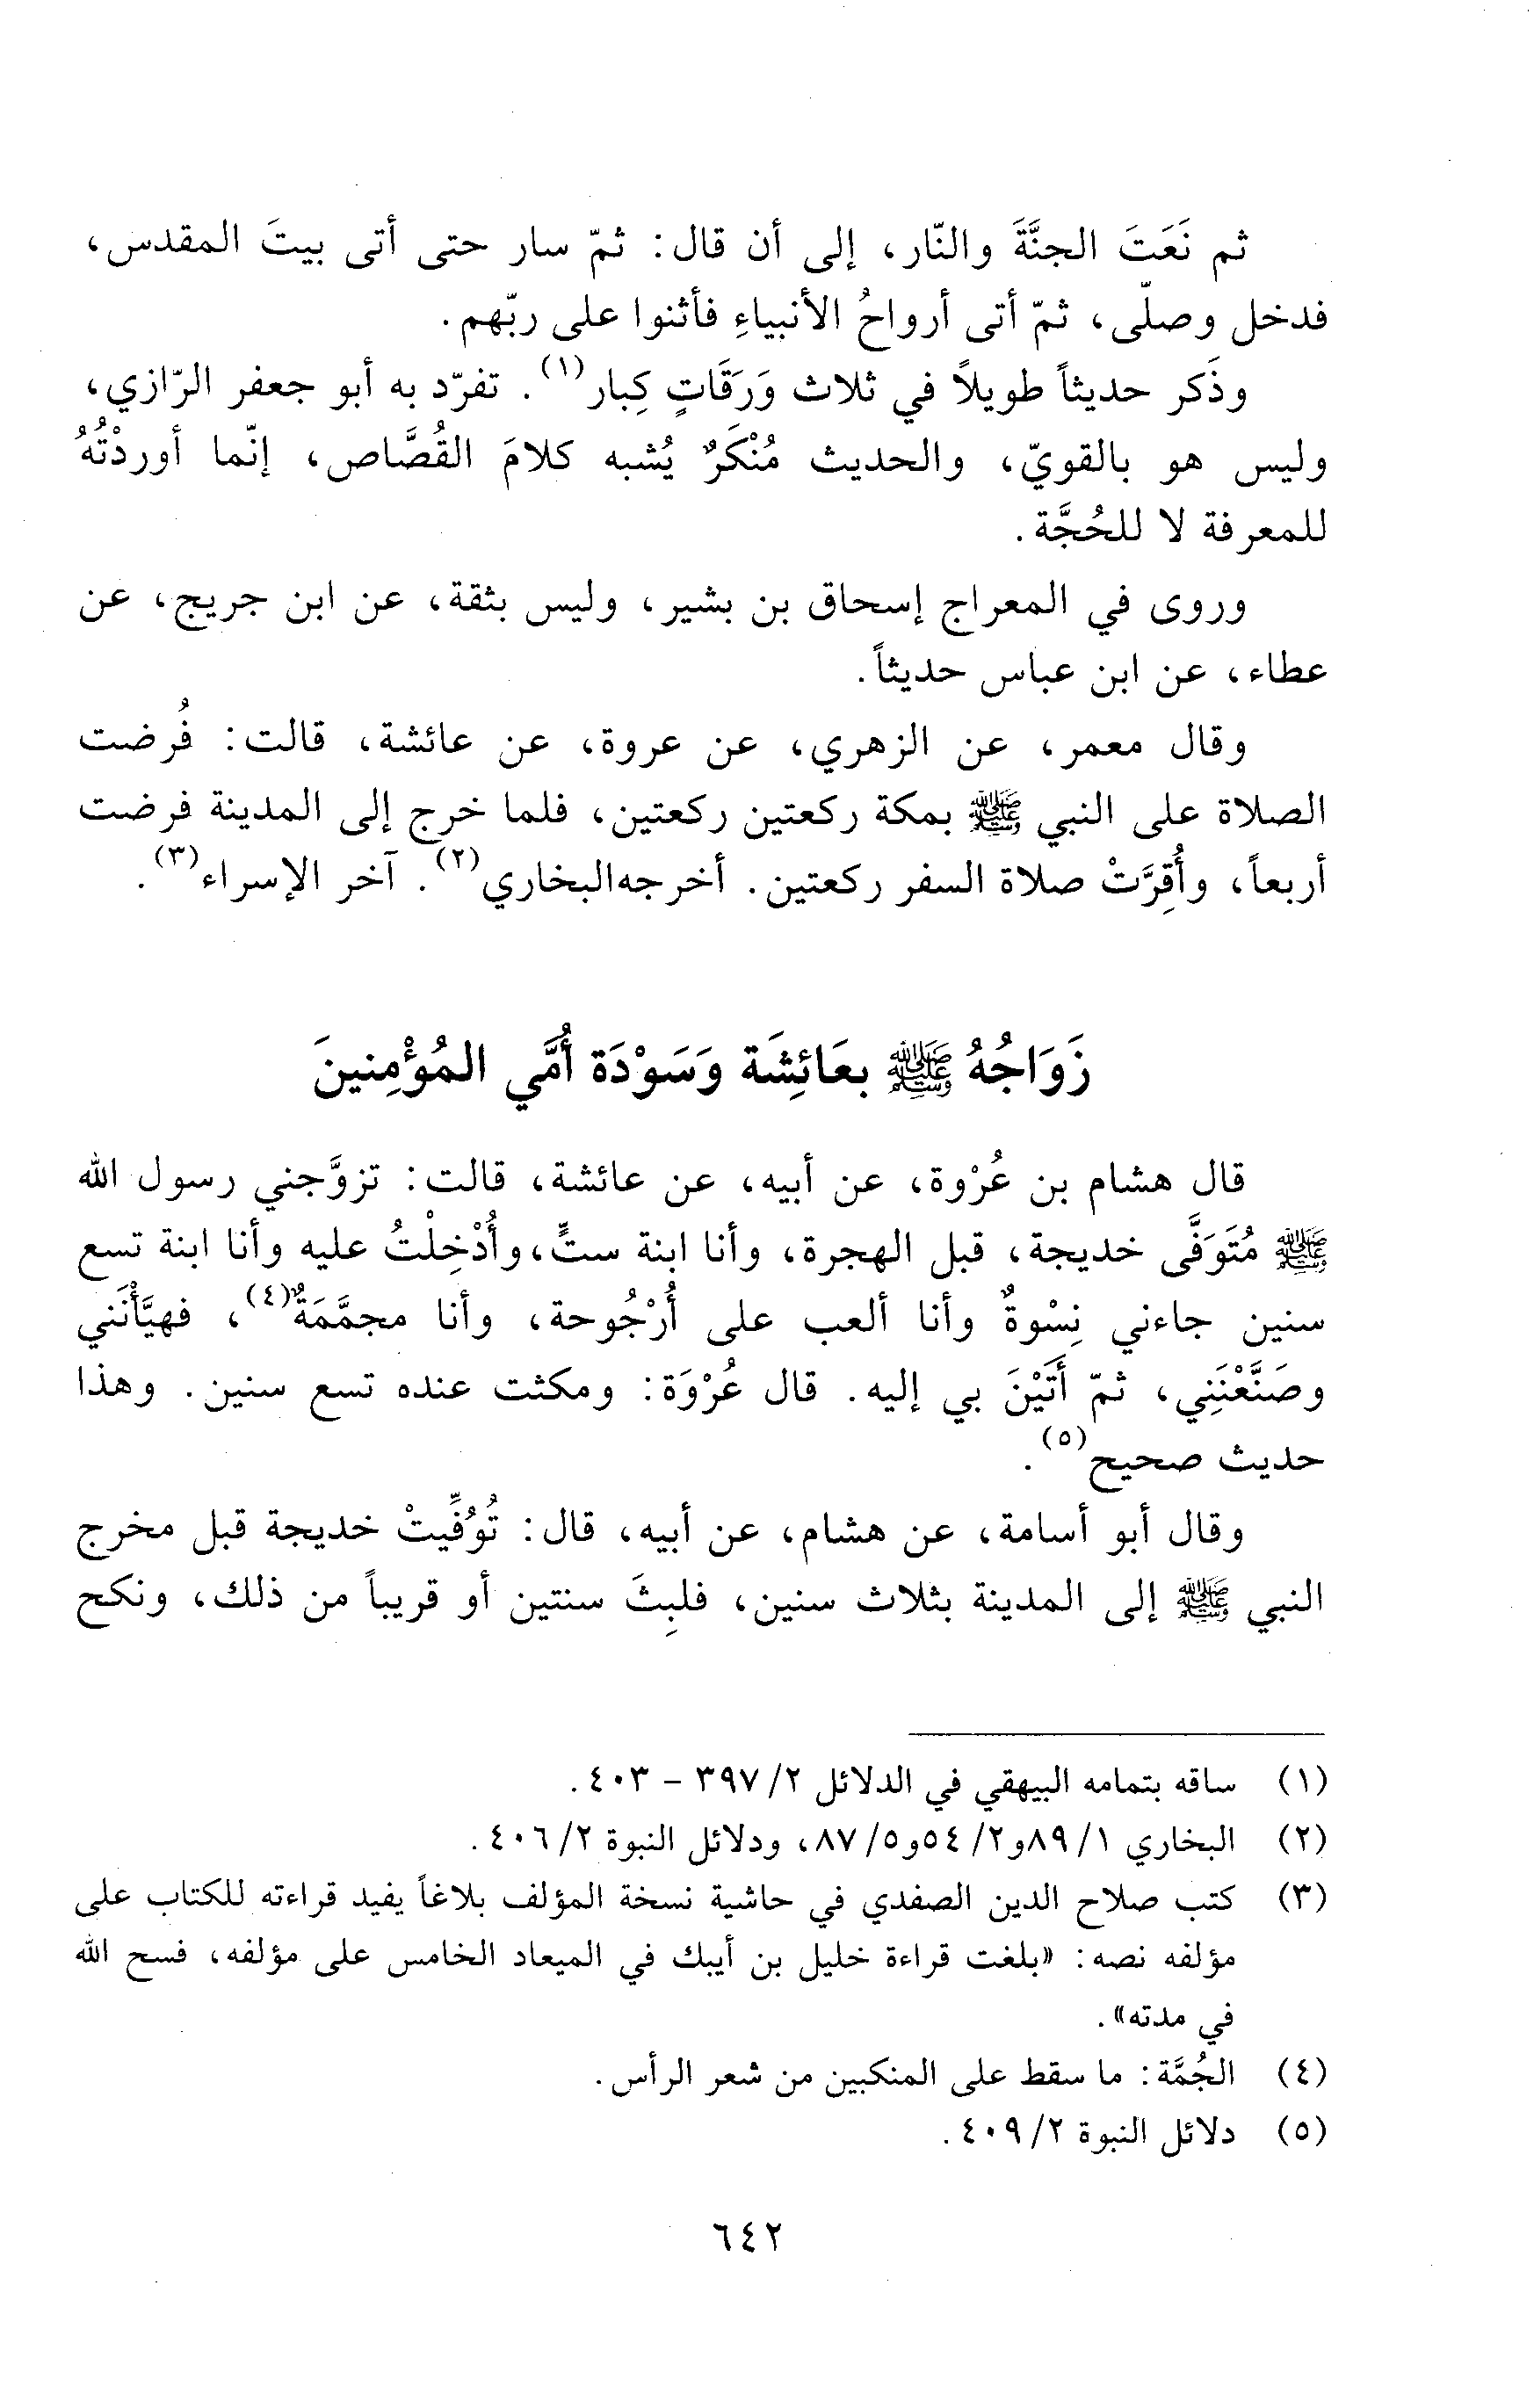 ثم نَعَتَ الجنَّةَ والنّار، إلى أن قال: ثمّ سار حتى أتى بيتَ المقدس،
فدخل وصلّى، ثمّ أتى أرواحُ الأنبياءِ فأثنوا على ربّهم.
وذَكر حديثاً طويلاً في ثلاث وَرَقَاتٍ كِبار(١). تفرّد به أبو جعفر الرّازي،
وليس هو بالقويّ، والحديث مُنْكَرٌ يُشبه كلامَ القُصَّاص، إنّما أوردْتُهُ
للمعرفة لا للحُجَّة.
وروى في المعراج إسحاق بن بشير، وليس بثقة، عن ابن جريج، عن
عطاء، عن ابن عباس حديثاً.
وقال معمر، عن الزهري، عن عروة، عن عائشة، قالت: فُرضت
الصلاة على النبي ﷺ بمكة ركعتين ركعتين، فلما خرج إلى المدينة فرضت
أربعاً، وأُقِرَّتْ صلاة السفر ركعتين. أخرجه البخاري(٢). آخر الإسراء(٣).
زَوَاجُهُ ﷺ بعَائِشَة وَسَوْدَة أُمَّي المُؤْمِنينَ
قال هشام بن عُرْوة، عن أبيه، عن عائشة، قالت: تزوَّجني رسول الله
ﷺ مُتَوَفَّى خديجة، قبل الهجرة، وأنا ابنة ستٍّ، وأُدْخِلْتُ عليه وأنا ابنة تسع
سنين جاءني نِسْوةٌ وأنا ألعب على أُرْجُوحة، وأنا مجمَّمَةٌ(٤)، فهيَّأْنَني
وصَنَّعْنَنِي، ثمّ أَتَيْنَ بي إليه. قال عُرْوَة: ومكثت عنده تسع سنين. وهذا
حديث صحيح(٥).
وقال أبو أسامة، عن هشام، عن أبيه، قال: تُوُفِّيتْ خديجة قبل مخرج
النبي ﷺ إلى المدينة بثلاث سنين، فلبِثَ سنتين أو قريباً من ذلك، ونكح
(١) ساقه بتمامه البيهقي في الدلائل ٢/ ٣٩٧ - ٤٠٣.
(٢) البخاري ١/ ٨٩ و٢/ ٥٤ و٥/ ٨٧، ودلائل النبوة ٢/ ٤٠٦.
(٣) كتب صلاح الدين الصفدي في حاشية نسخة المؤلف بلاغاً يفيد قراءته للكتاب على
مؤلفه نصه: «بلغت قراءة خليل بن أيبك في الميعاد الخامس على مؤلفه، فسح الله
في مدته».
(٤) الجُمَّة: ما سقط على المنكبين من شعر الرأس.
(٥) دلائل النبوة ٢/ ٤٠٩.
٦٤٢